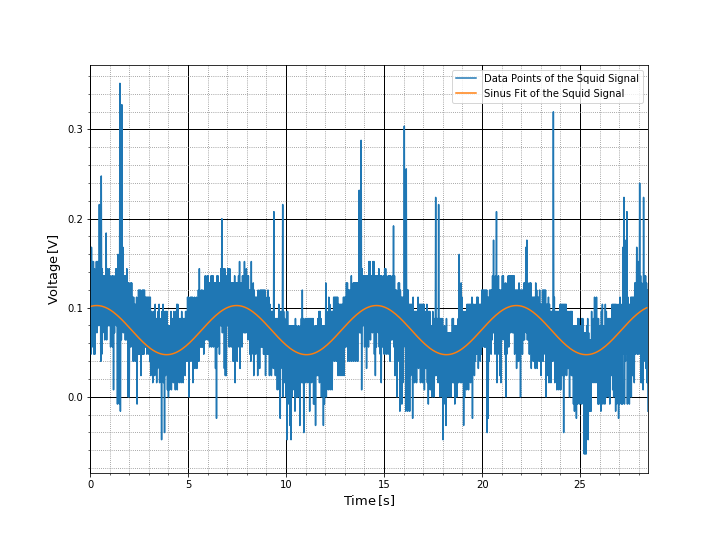 Data Points of the Squid Signal
Sinus Fit of the Squid Signal
0.3
0.2
0.1
0.0
Voltage [V]
0 5 10 15 20 25
Time [s]